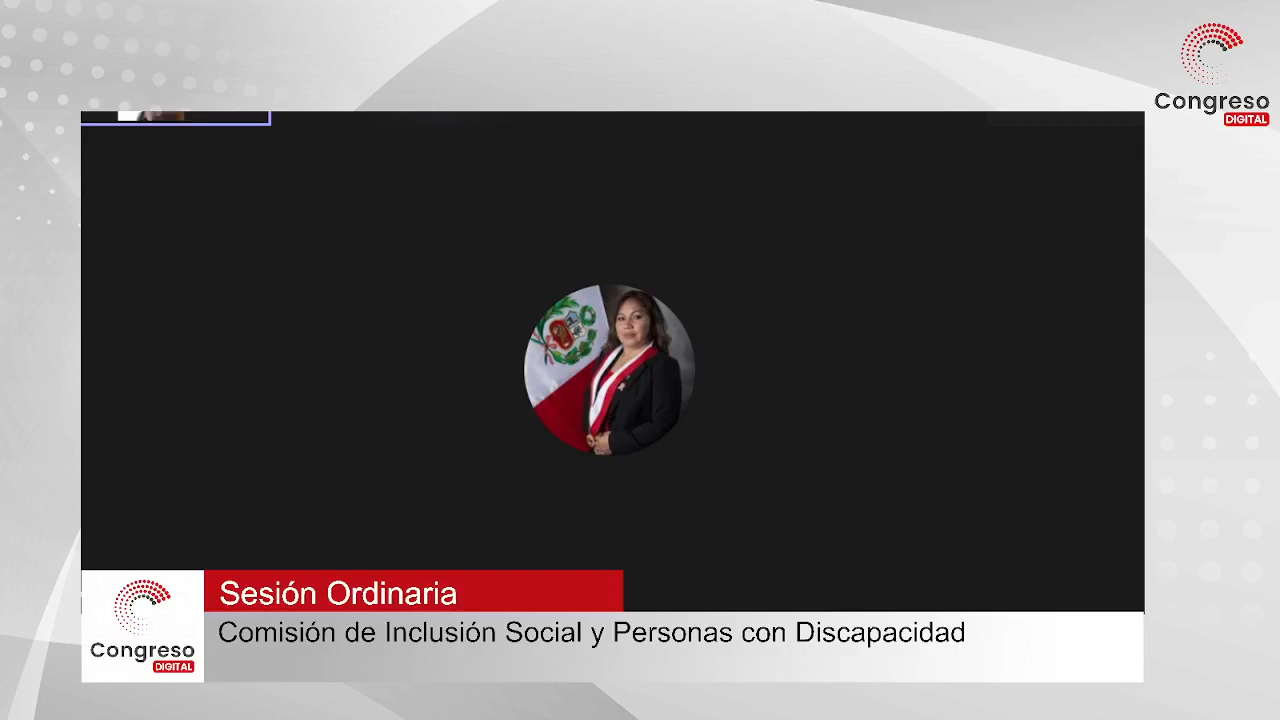 Congreso
DIGITAL
Sesión Ordinaria
Comisión de Inclusión Social y Personas con Discapacidad
Congreso
DIGITAL